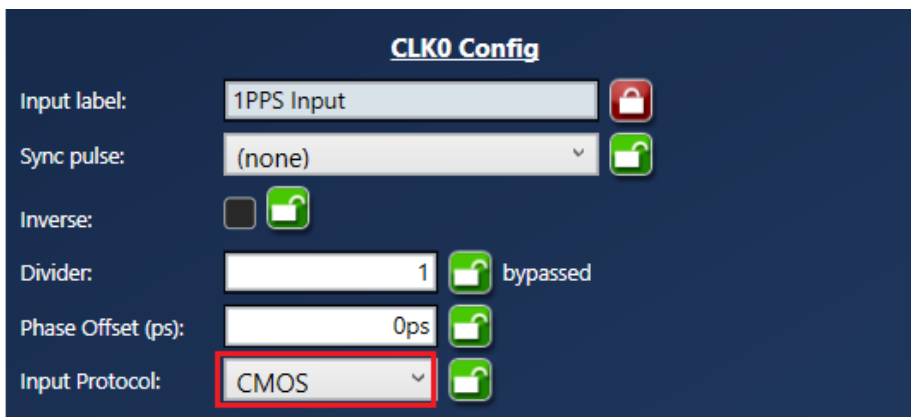 CLK0 Config
Input label: 1PPS Input
Sync pulse: (none)
Inverse:
Divider: 1 bypassed
Phase Offset (ps): 0ps
Input Protocol: CMOS